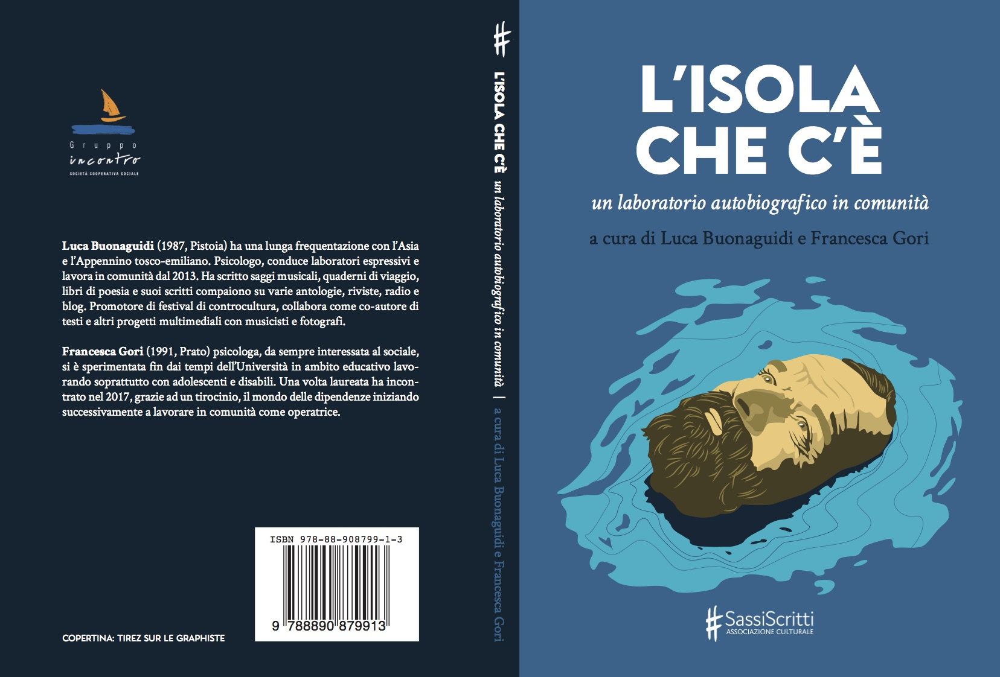 Gruppo
incontro
SOCIETÀ COOPERATIVA SOCIALE
Luca Buonaguidi (1987, Pistoia) ha una lunga frequentazione con l'Asia
e l'Appennino tosco-emiliano. Psicologo, conduce laboratori espressivi e
lavora in comunità dal 2013. Ha scritto saggi musicali, quaderni di viaggio,
libri di poesia e suoi scritti compaiono su varie antologie, riviste, radio e
blog. Promotore di festival di controcultura, collabora come co-autore di
testi e altri progetti multimediali con musicisti e fotografi.
Francesca Gori (1991, Prato) psicologa, da sempre interessata al sociale,
si è sperimentata fin dai tempi dell'Università in ambito educativo lavo-
rando soprattutto con adolescenti e disabili. Una volta laureata ha incon-
trato nel 2017, grazie ad un tirocinio, il mondo delle dipendenze iniziando
successivamente a lavorare in comunità come operatrice.
ISBN 978-88-908799-1-3
9 788890 879913
COPERTINA: TIREZ SUR LE GRAPHISTE
# L'ISOLA CHE C'È un laboratorio autobiografico in comunità | a cura di Luca Buonaguidi e Francesca Gori
L'ISOLA
CHE C'È
un laboratorio autobiografico in comunità
a cura di Luca Buonaguidi e Francesca Gori
#SassiScritti
ASSOCIAZIONE CULTURALE